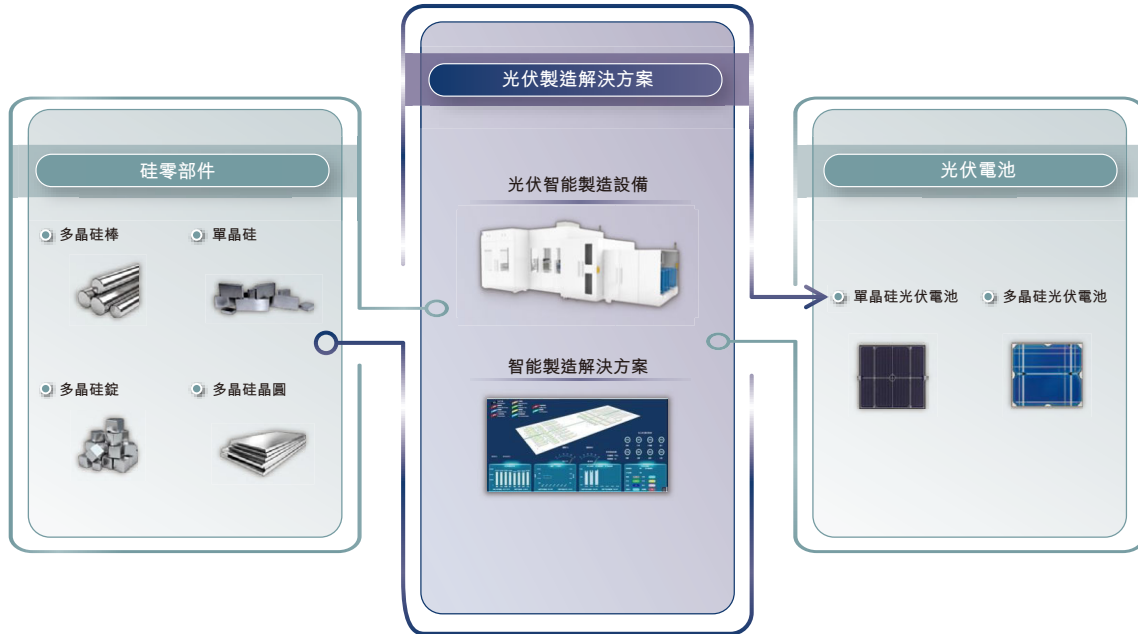 光伏製造解決方案
硅零部件
多晶硅棒
單晶硅
多晶硅錠
多晶硅晶圓
光伏智能製造設備
智能製造解決方案
光伏電池
單晶硅光伏電池
多晶硅光伏電池